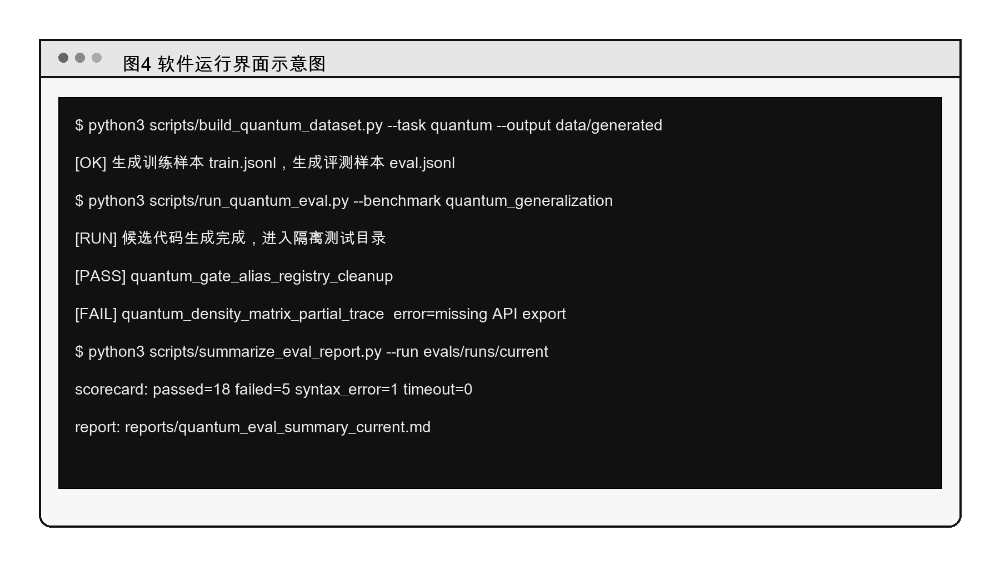 图4 软件运行界面示意图
$ python3 scripts/build_quantum_dataset.py --task quantum --output data/generated
[OK] 生成训练样本 train.jsonl，生成评测样本 eval.jsonl
$ python3 scripts/run_quantum_eval.py --benchmark quantum_generalization
[RUN] 候选代码生成完成，进入隔离测试目录
[PASS] quantum_gate_alias_registry_cleanup
[FAIL] quantum_density_matrix_partial_trace  error=missing API export
$ python3 scripts/summarize_eval_report.py --run evals/runs/current
scorecard: passed=18 failed=5 syntax_error=1 timeout=0
report: reports/quantum_eval_summary_current.md